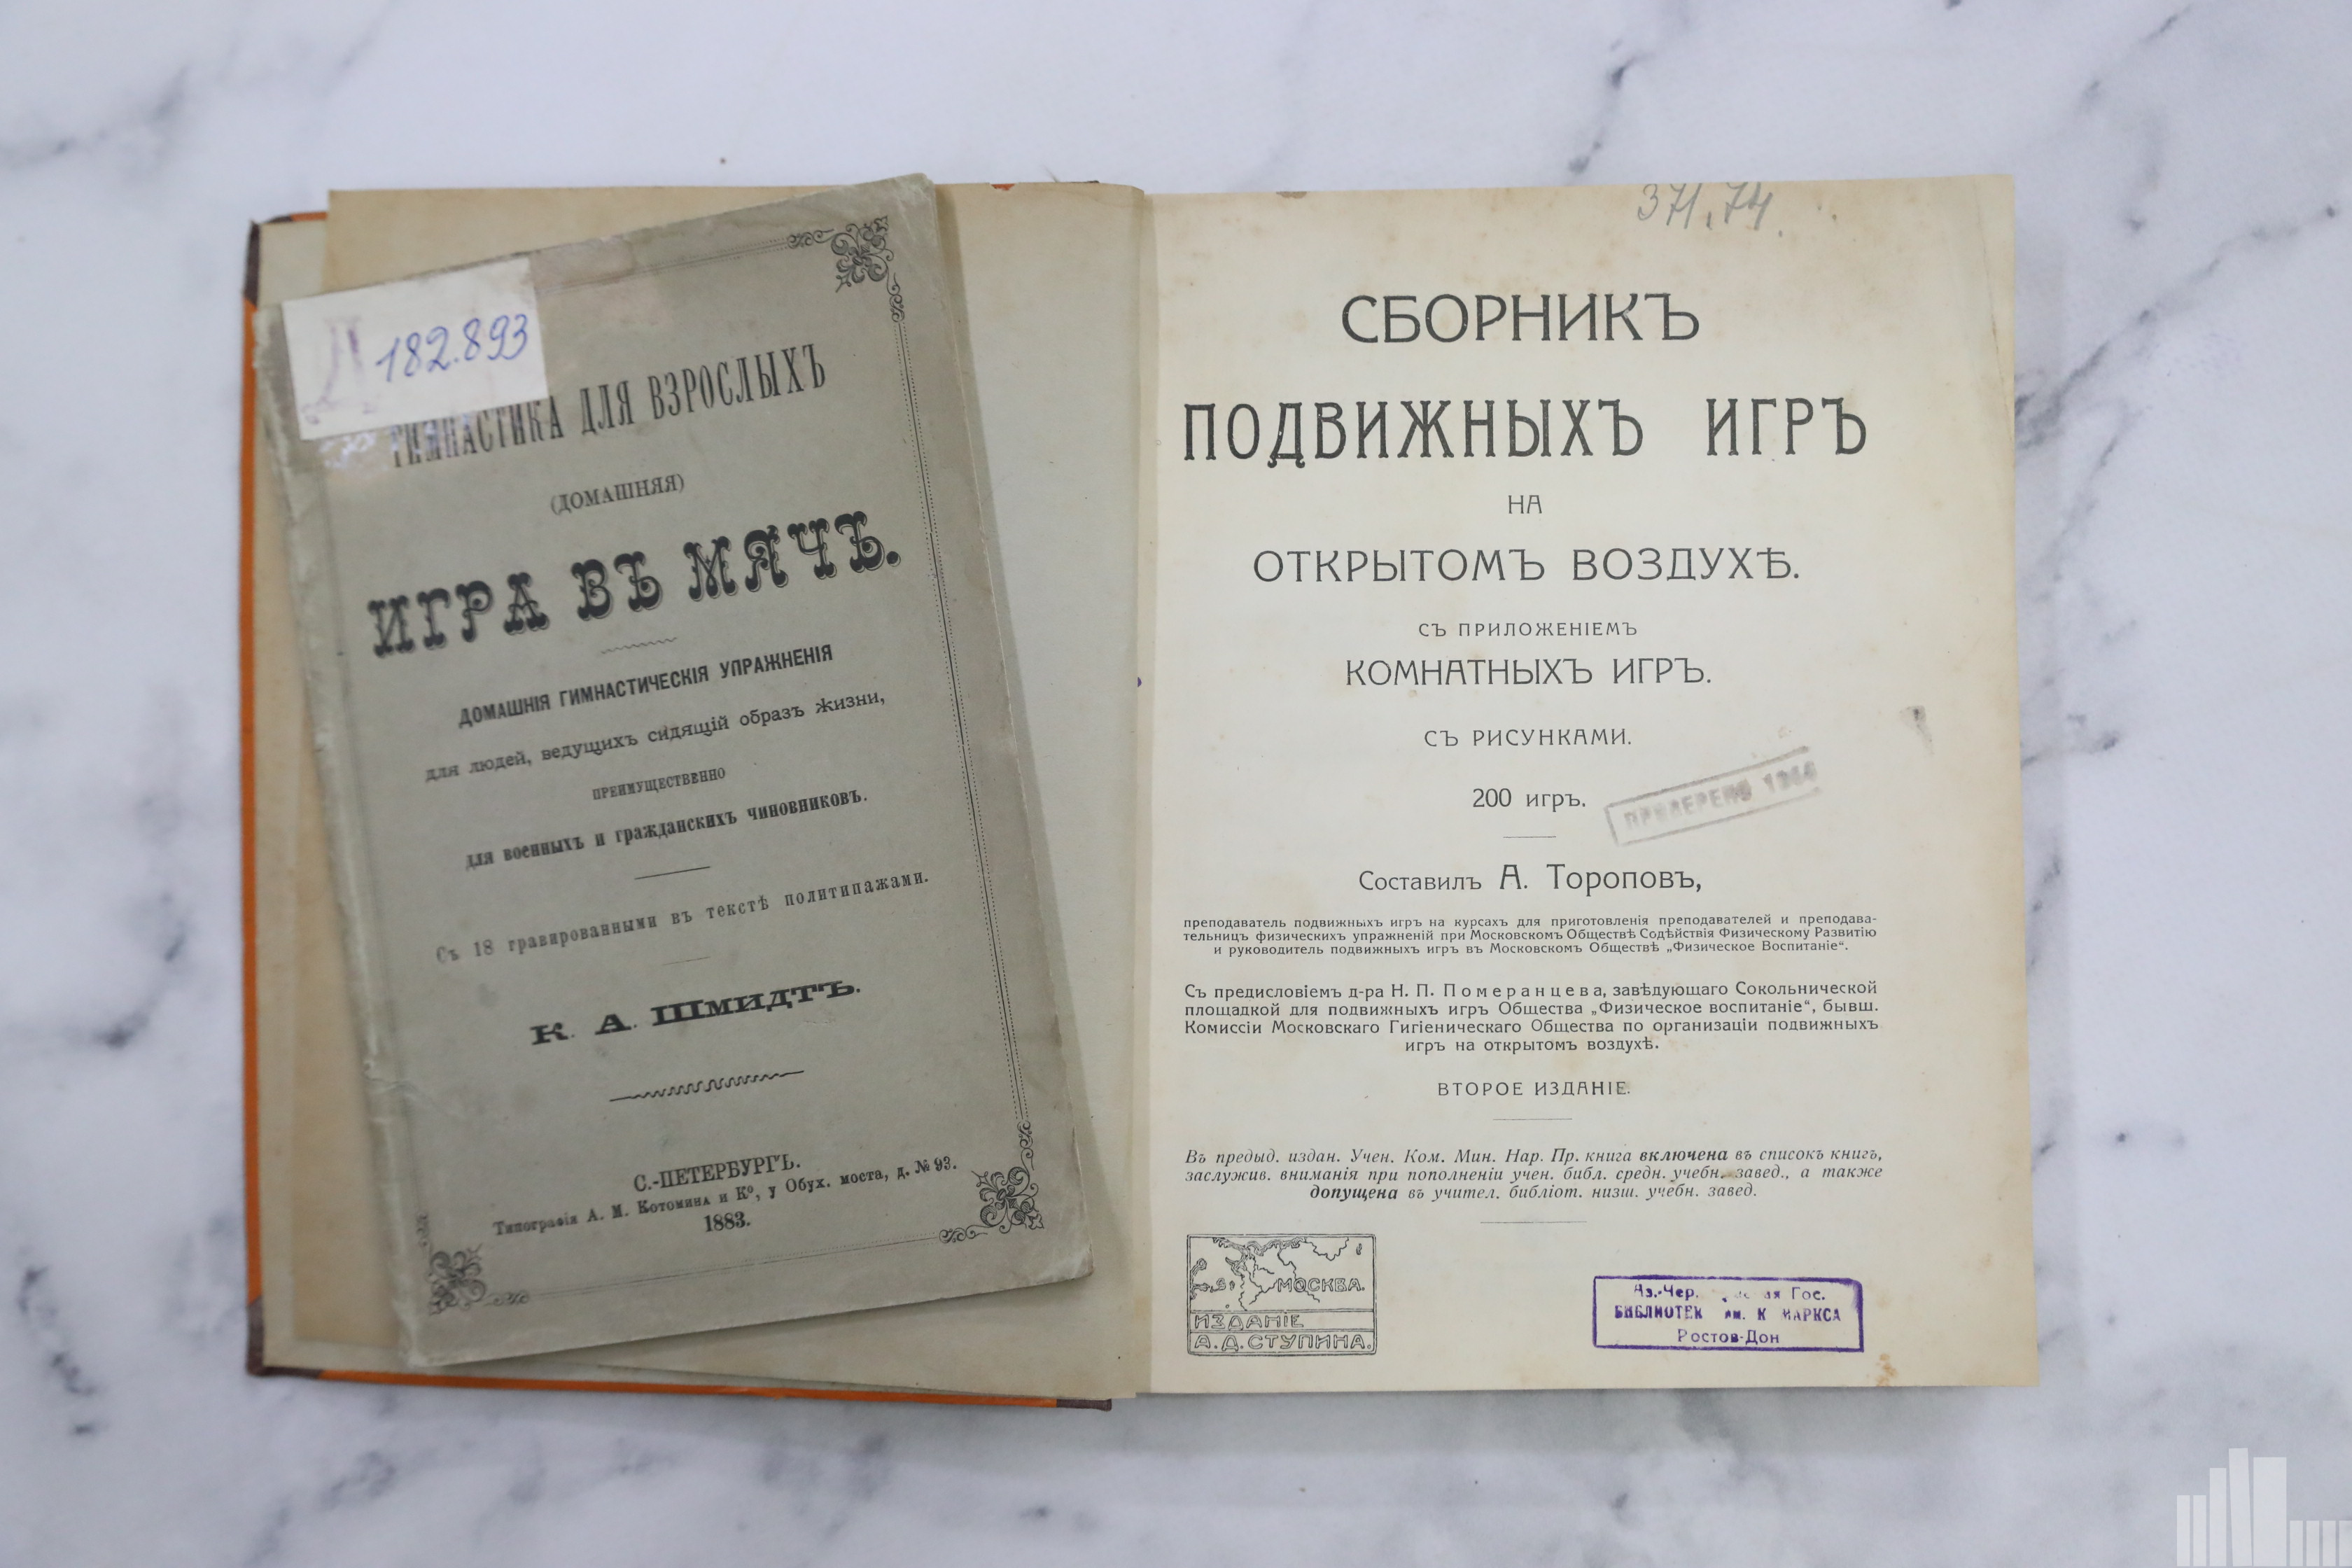 182.893
ГИМНАСТИКА ДЛЯ ВЗРОСЛЫХЪ
(ДОМАШНЯЯ)
ИГРА ВЪ МЯЧЪ.
ДОМАШНІЯ ГИМНАСТИЧЕСКІЯ УПРАЖНЕНІЯ
для людей, ведущихъ сидящій образъ жизни,
ПРЕИМУЩЕСТВЕННО
для военныхъ и гражданскихъ чиновниковъ.
Съ 18 гравированными въ текстѣ политипажами.
К. А. ШМИДТЪ.
С.-ПЕТЕРБУРГЪ.
Типографія А. М. Котомина и Кº, у Обух. моста, д. № 93.
1883.
371.74.
СБОРНИКЪ
ПОДВИЖНЫХЪ ИГРЪ
НА
ОТКРЫТОМЪ ВОЗДУХѢ.
СЪ ПРИЛОЖЕНІЕМЪ
КОМНАТНЫХЪ ИГРЪ.
СЪ РИСУНКАМИ.
200 игръ.
ПРОВЕРЕНО
Составилъ А. Тороповъ,
преподаватель подвижныхъ игръ на курсахъ для приготовленія преподавателей и преподава-
тельницъ физическихъ упражненій при Московскомъ Обществѣ Содѣйствія Физическому Развитію
и руководитель подвижныхъ игръ въ Московскомъ Обществѣ „Физическое Воспитаніе“.
Съ предисловіемъ д-ра Н. П. Померанцева, завѣдующаго Сокольнической
площадкой для подвижныхъ игръ Общества „Физическое воспитаніе“, бывш.
Комиссіи Московскаго Гигіеническаго Общества по организаціи подвижныхъ
игръ на открытомъ воздухѣ.
ВТОРОЕ ИЗДАНІЕ.
Въ предыд. издан. Учен. Ком. Мин. Нар. Пр. книга включена въ списокъ книгъ,
заслужив. вниманія при пополненіи учен. библ. средн. учебн. завед., а также
допущена въ учител. библіот. низш. учебн. завед.
МОСКВА.
ИЗДАНІЕ
А. Д. СТУПИНА.
Аз.-Чер. Гос.
БИБЛИОТЕК им. К МАРКСА
Ростов-Дон